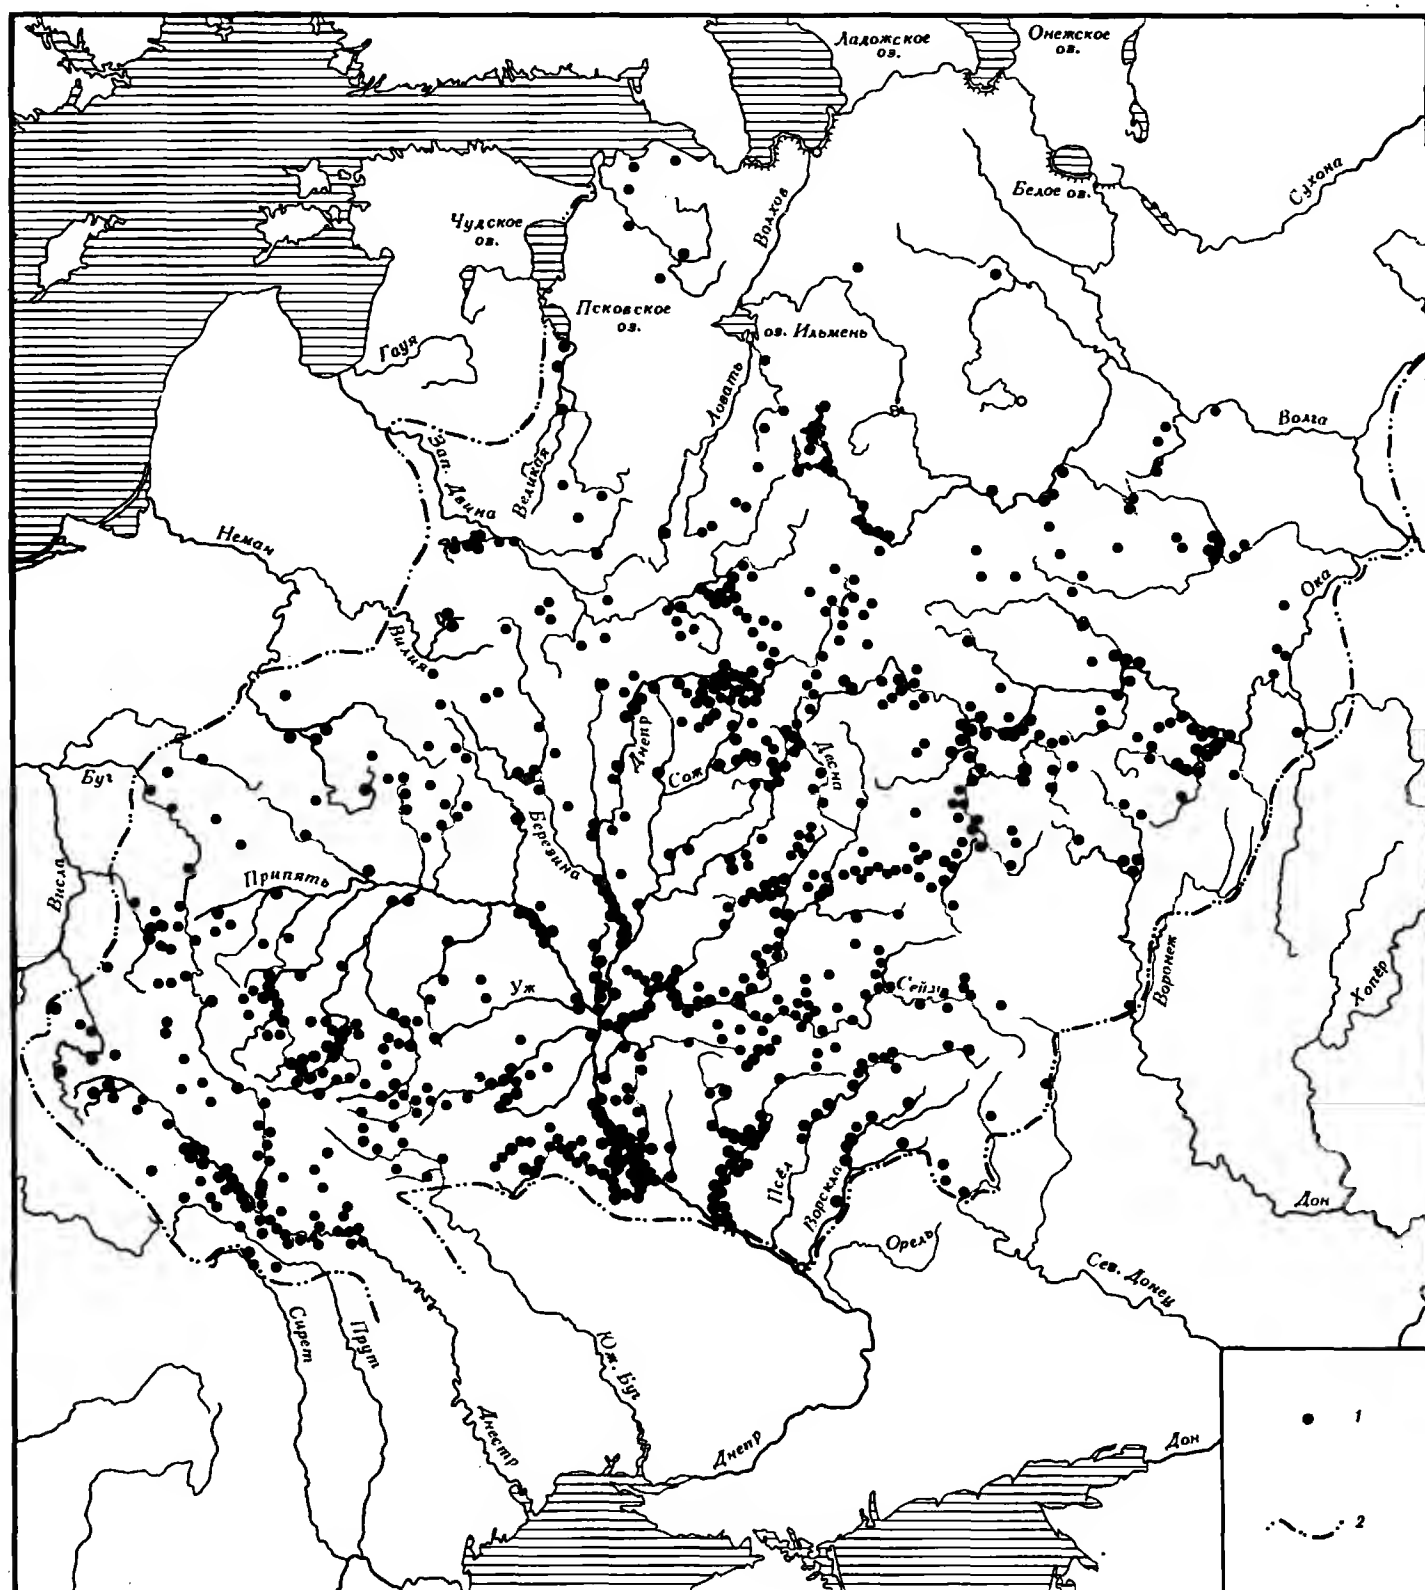 Ладожское
оз.
Онежское
оз.
Белое оз.
Сухона
Чудское
оз.
Волхов
Псковское
оз.
оз. Ильмень
Гауя
Ловать
Волга
Зап. Двина
Великая
Неман
Ока
Вилия
Днепр
Сож
Десна
Буг
Березина
Висла
Припять
Воронеж
Хопёр
Уж
Сейм
Псёл
Ворскла
Орель
Дон
Сев. Донец
Сирет
Прут
Юж. Буг
Днестр
Днепр
Дон
1
2